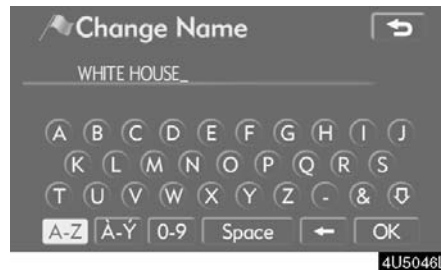 Change Name
WHITE HOUSE_
A B C D E F G H I J
K L M N O P Q R S
T U V W X Y Z - &
A-Z À-Ý 0-9 Space OK
4U5046I